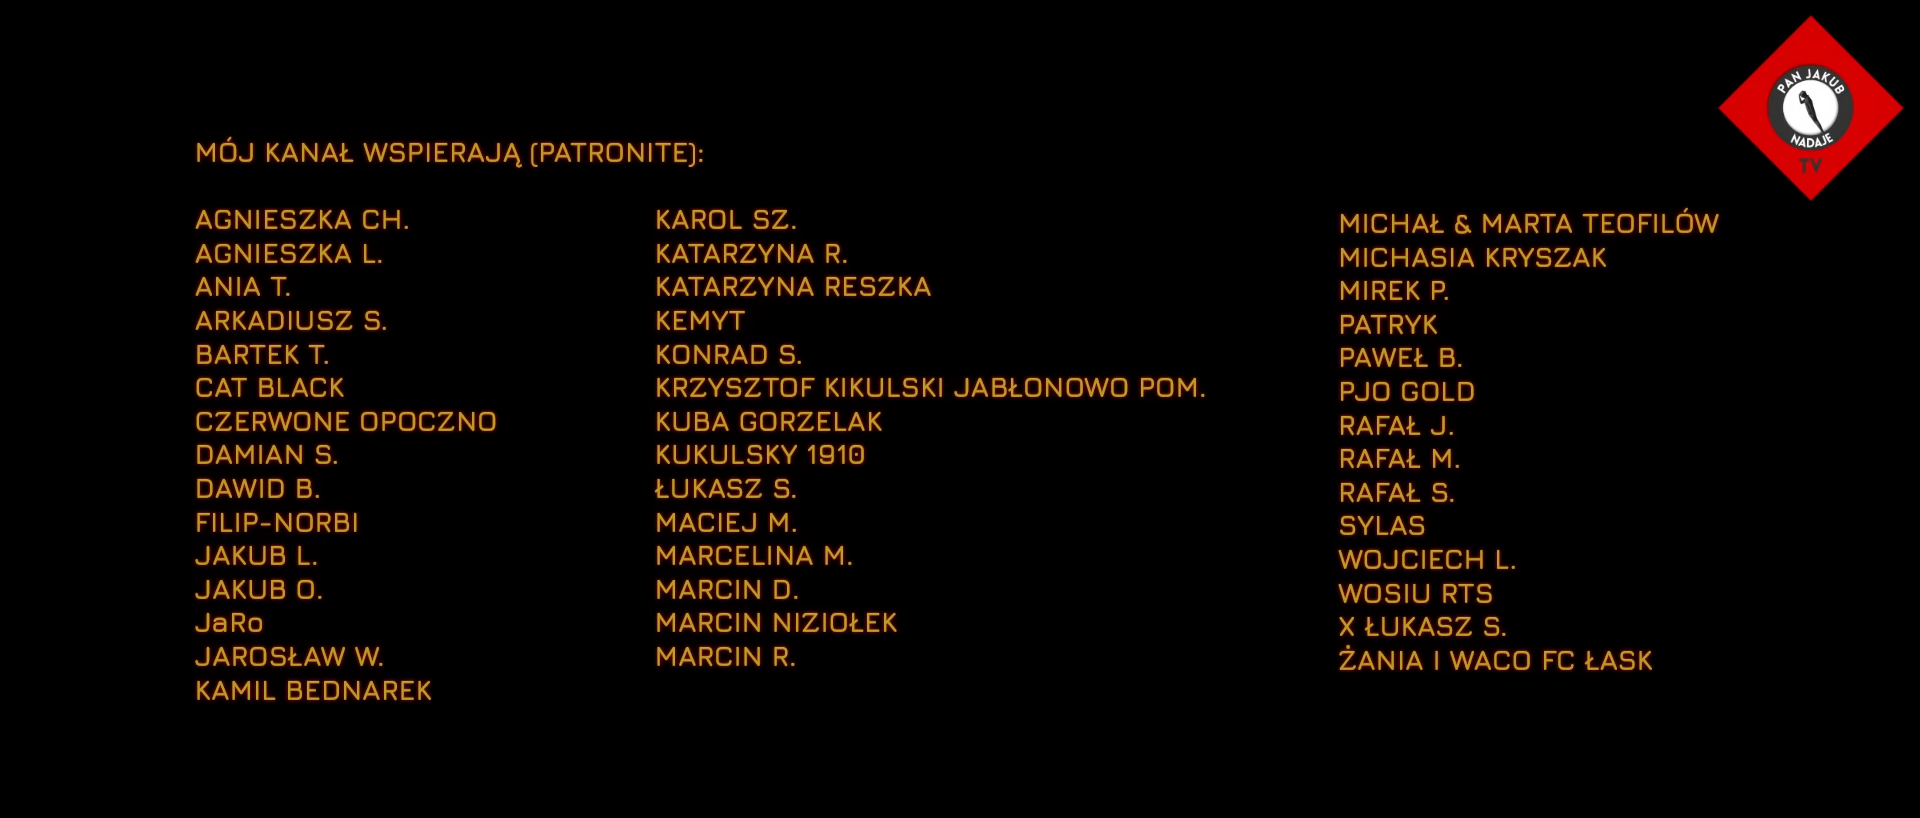 MÓJ KANAŁ WSPIERAJĄ (PATRONITE):
AGNIESZKA CH.
AGNIESZKA L.
ANIA T.
ARKADIUSZ S.
BARTEK T.
CAT BLACK
CZERWONE OPOCZNO
DAMIAN S.
DAWID B.
FILIP-NORBI
JAKUB L.
JAKUB O.
JaRo
JAROSŁAW W.
KAMIL BEDNAREK
KAROL SZ.
KATARZYNA R.
KATARZYNA RESZKA
KEMYT
KONRAD S.
KRZYSZTOF KIKULSKI JABŁONOWO POM.
KUBA GORZELAK
KUKULSKY 1910
ŁUKASZ S.
MACIEJ M.
MARCELINA M.
MARCIN D.
MARCIN NIZIOŁEK
MARCIN R.
MICHAŁ & MARTA TEOFILÓW
MICHASIA KRYSZAK
MIREK P.
PATRYK
PAWEŁ B.
PJO GOLD
RAFAŁ J.
RAFAŁ M.
RAFAŁ S.
SYLAS
WOJCIECH L.
WOSIU RTS
X ŁUKASZ S.
ŻANIA I WACO FC ŁASK
PAN JAKUB
NADAJE
TV